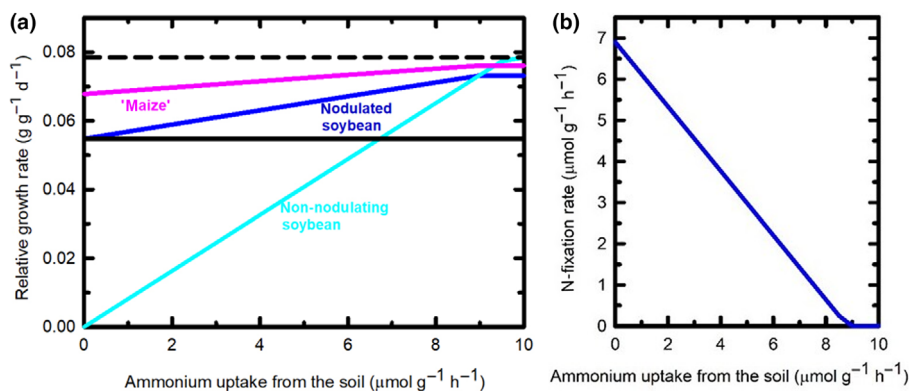 (a)
Relative growth rate (g g⁻¹ d⁻¹)
0.08
0.06
0.04
0.02
0.00
'Maize'
Nodulated
soybean
Non-nodulating
soybean
0 2 4 6 8 10
Ammonium uptake from the soil (μmol g⁻¹ h⁻¹)
(b)
N-fixation rate (μmol g⁻¹ h⁻¹)
7
6
5
4
3
2
1
0
0 2 4 6 8 10
Ammonium uptake from the soil (μmol g⁻¹ h⁻¹)